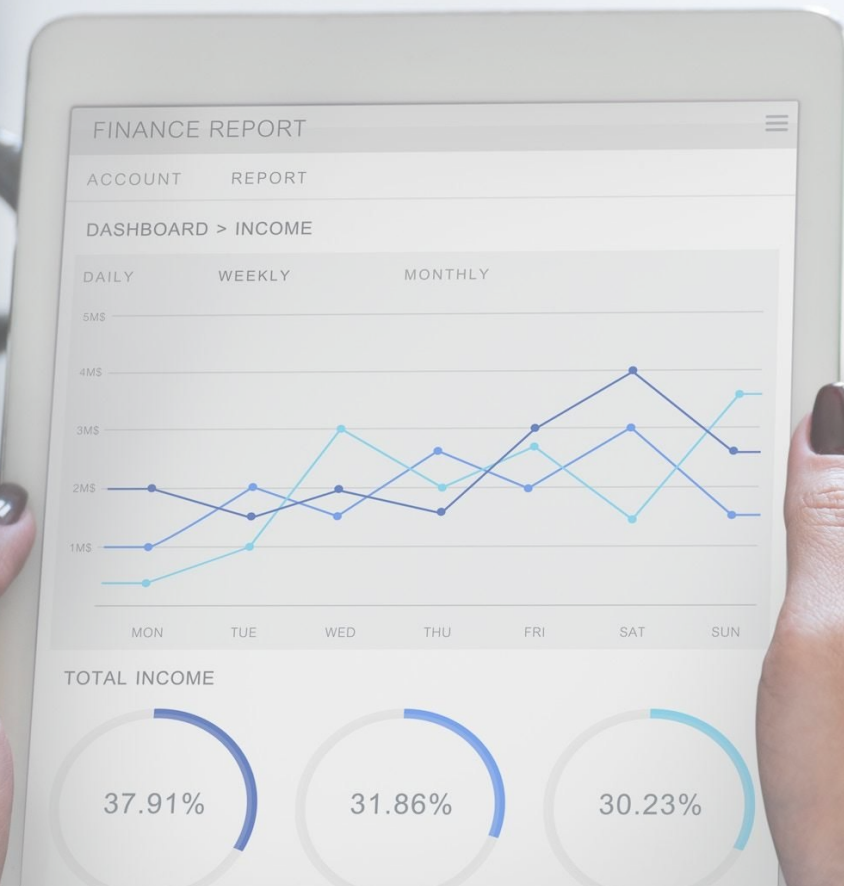 FINANCE REPORT
ACCOUNT REPORT
DASHBOARD > INCOME
DAILY WEEKLY MONTHLY
5M$
4M$
3M$
2M$
1M$
MON TUE WED THU FRI SAT SUN
TOTAL INCOME
37.91% 31.86% 30.23%